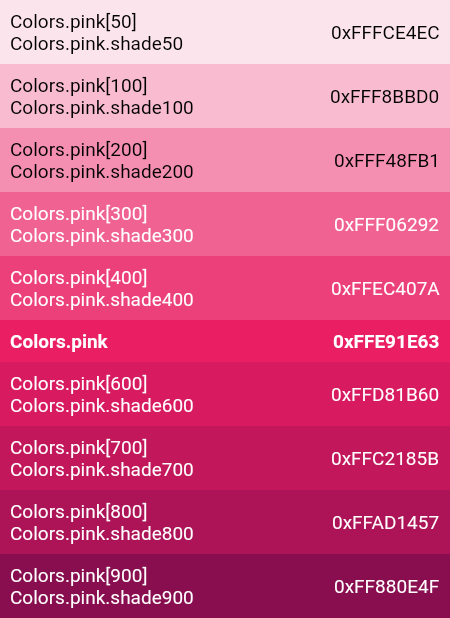 Colors.pink[50]
Colors.pink.shade50
0xFFFCE4EC
Colors.pink[100]
Colors.pink.shade100
0xFFF8BBD0
Colors.pink[200]
Colors.pink.shade200
0xFFF48FB1
Colors.pink[300]
Colors.pink.shade300
0xFFF06292
Colors.pink[400]
Colors.pink.shade400
0xFFEC407A
Colors.pink
0xFFE91E63
Colors.pink[600]
Colors.pink.shade600
0xFFD81B60
Colors.pink[700]
Colors.pink.shade700
0xFFC2185B
Colors.pink[800]
Colors.pink.shade800
0xFFAD1457
Colors.pink[900]
Colors.pink.shade900
0xFF880E4F